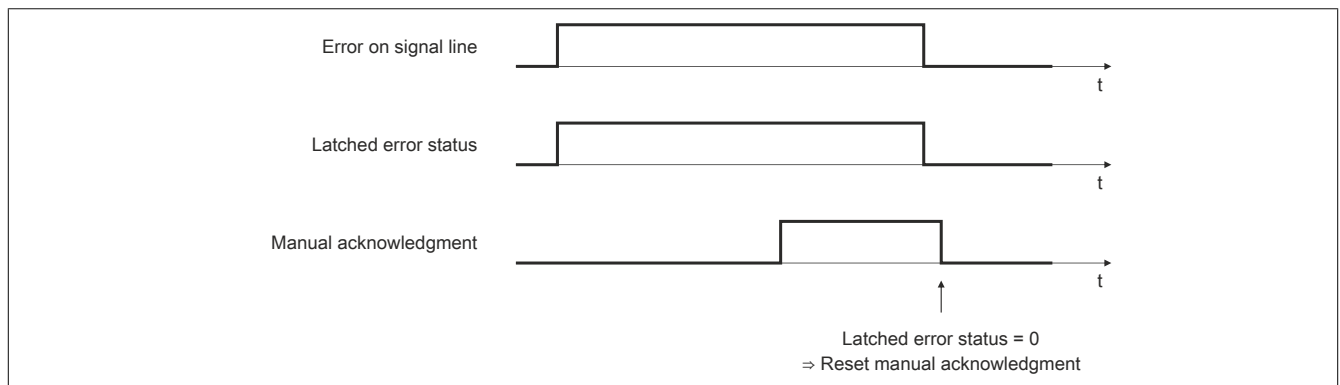 Error on signal line
t
Latched error status
t
Manual acknowledgment
t
Latched error status = 0
⇒ Reset manual acknowledgment